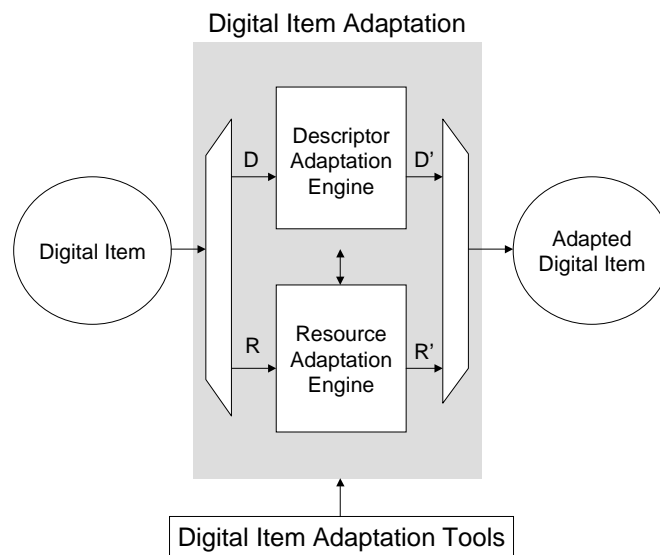 Digital Item Adaptation
Descriptor
Adaptation
Engine
D
D’
Digital Item
Adapted
Digital Item
Resource
Adaptation
Engine
R
R’
Digital Item Adaptation Tools